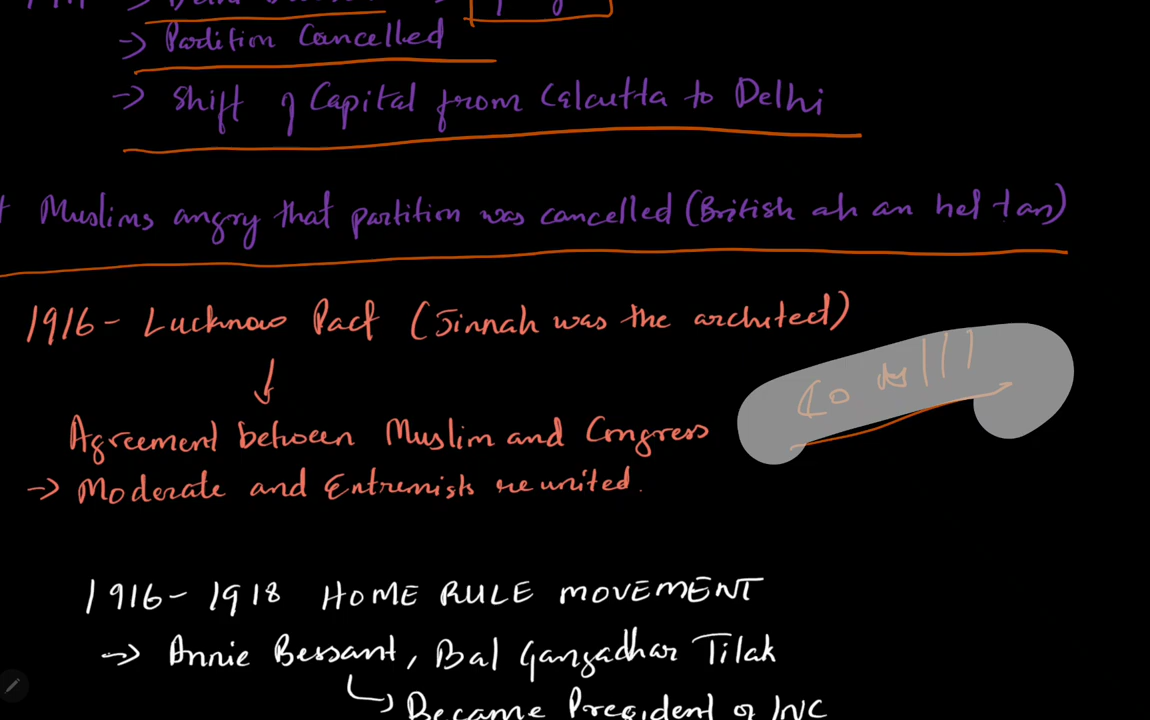 -> Partition Cancelled
-> Shift of Capital from Calcutta to Delhi
Muslims angry that partition was cancelled (British ah an hel tan)
1916 - Lucknow Pact (Jinnah was the architect)
Agreement between Muslim and Congress
-> Moderate and Entremists reunited.
1916 - 1918 HOME RULE MOVEMENT
-> Annie Bessant, Bal Gangadhar Tilak
Became President of INC